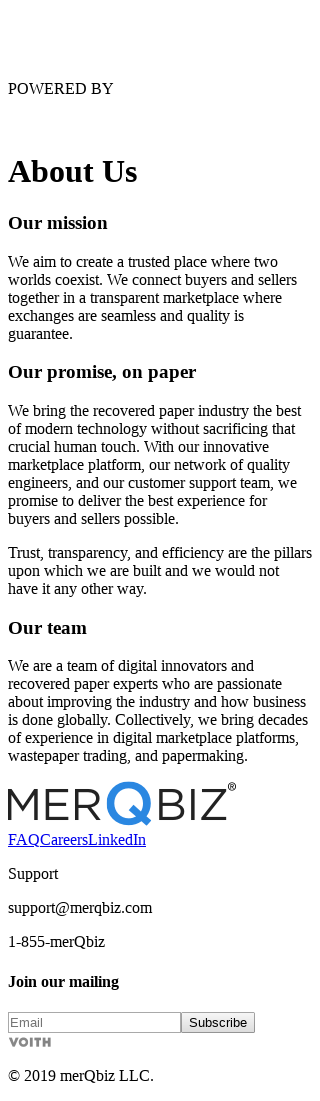 POWERED BY
About Us
Our mission
We aim to create a trusted place where two
worlds coexist. We connect buyers and sellers
together in a transparent marketplace where
exchanges are seamless and quality is
guarantee.
Our promise, on paper
We bring the recovered paper industry the best
of modern technology without sacrificing that
crucial human touch. With our innovative
marketplace platform, our network of quality
engineers, and our customer support team, we
promise to deliver the best experience for
buyers and sellers possible.
Trust, transparency, and efficiency are the pillars
upon which we are built and we would not
have it any other way.
Our team
We are a team of digital innovators and
recovered paper experts who are passionate
about improving the industry and how business
is done globally. Collectively, we bring decades
of experience in digital marketplace platforms,
wastepaper trading, and papermaking.
MERQBIZ®
FAQCareersLinkedIn
Support
support@merqbiz.com
1-855-merQbiz
Join our mailing
Email Subscribe
VOITH
© 2019 merQbiz LLC.